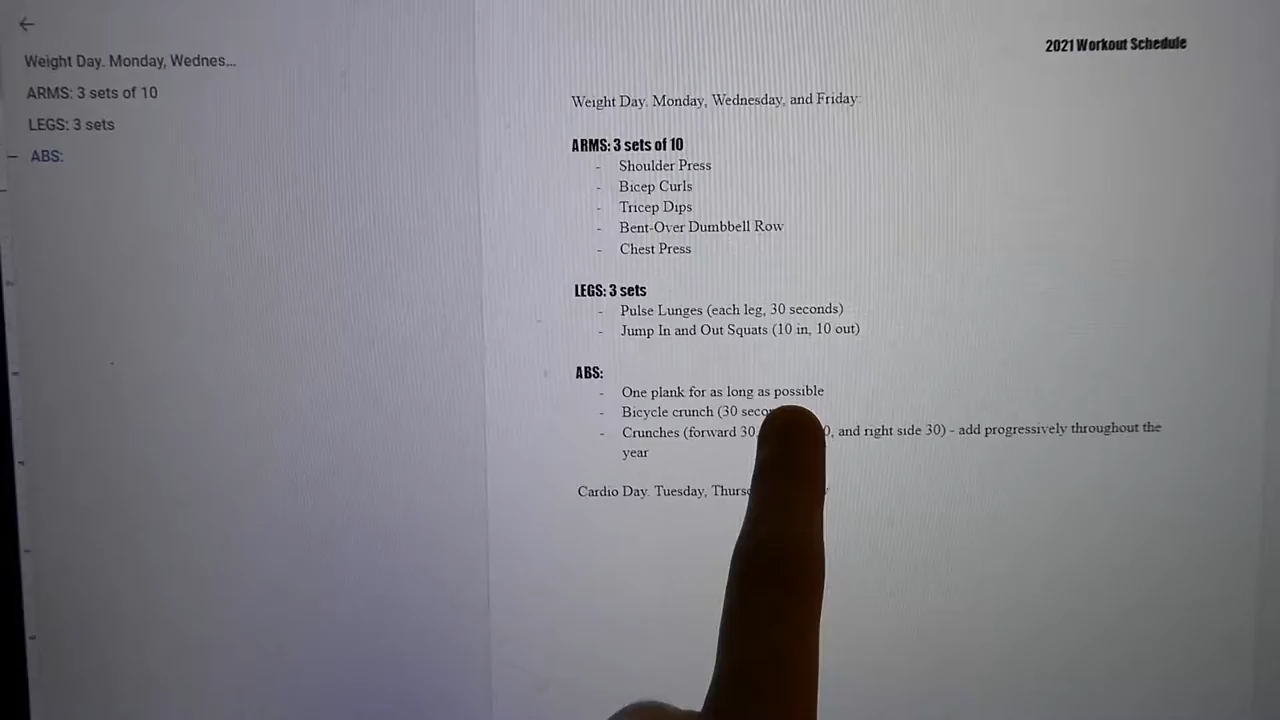 ←
Weight Day. Monday, Wednes...
ARMS: 3 sets of 10
LEGS: 3 sets
– ABS:
2021 Workout Schedule
Weight Day. Monday, Wednesday, and Friday:
ARMS: 3 sets of 10
- Shoulder Press
- Bicep Curls
- Tricep Dips
- Bent-Over Dumbbell Row
- Chest Press
LEGS: 3 sets
- Pulse Lunges (each leg, 30 seconds)
- Jump In and Out Squats (10 in, 10 out)
ABS:
- One plank for as long as possible
- Bicycle crunch (30
- Crunches (forward 30, and right side 30) - add progressively throughout the
year
Cardio Day. Tuesday,